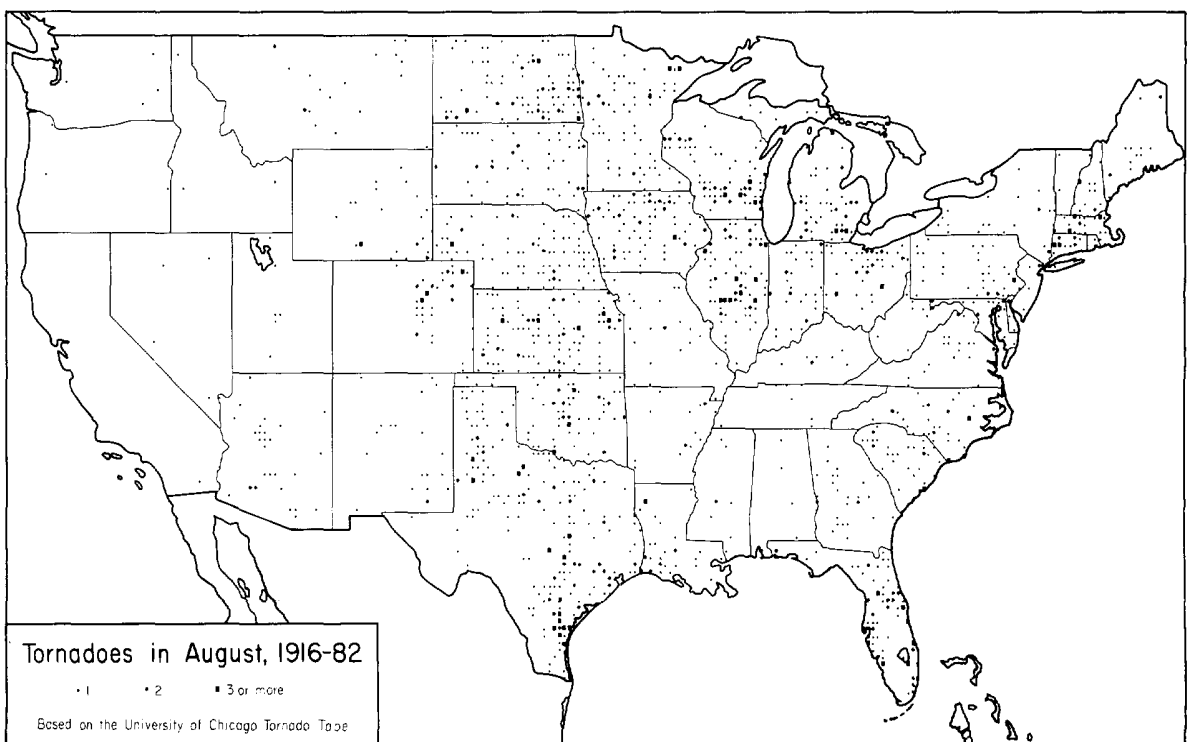 Tornadoes in August, 1916-82
• 1 • 2 ▪ 3 or more
Based on the University of Chicago Tornado Tape